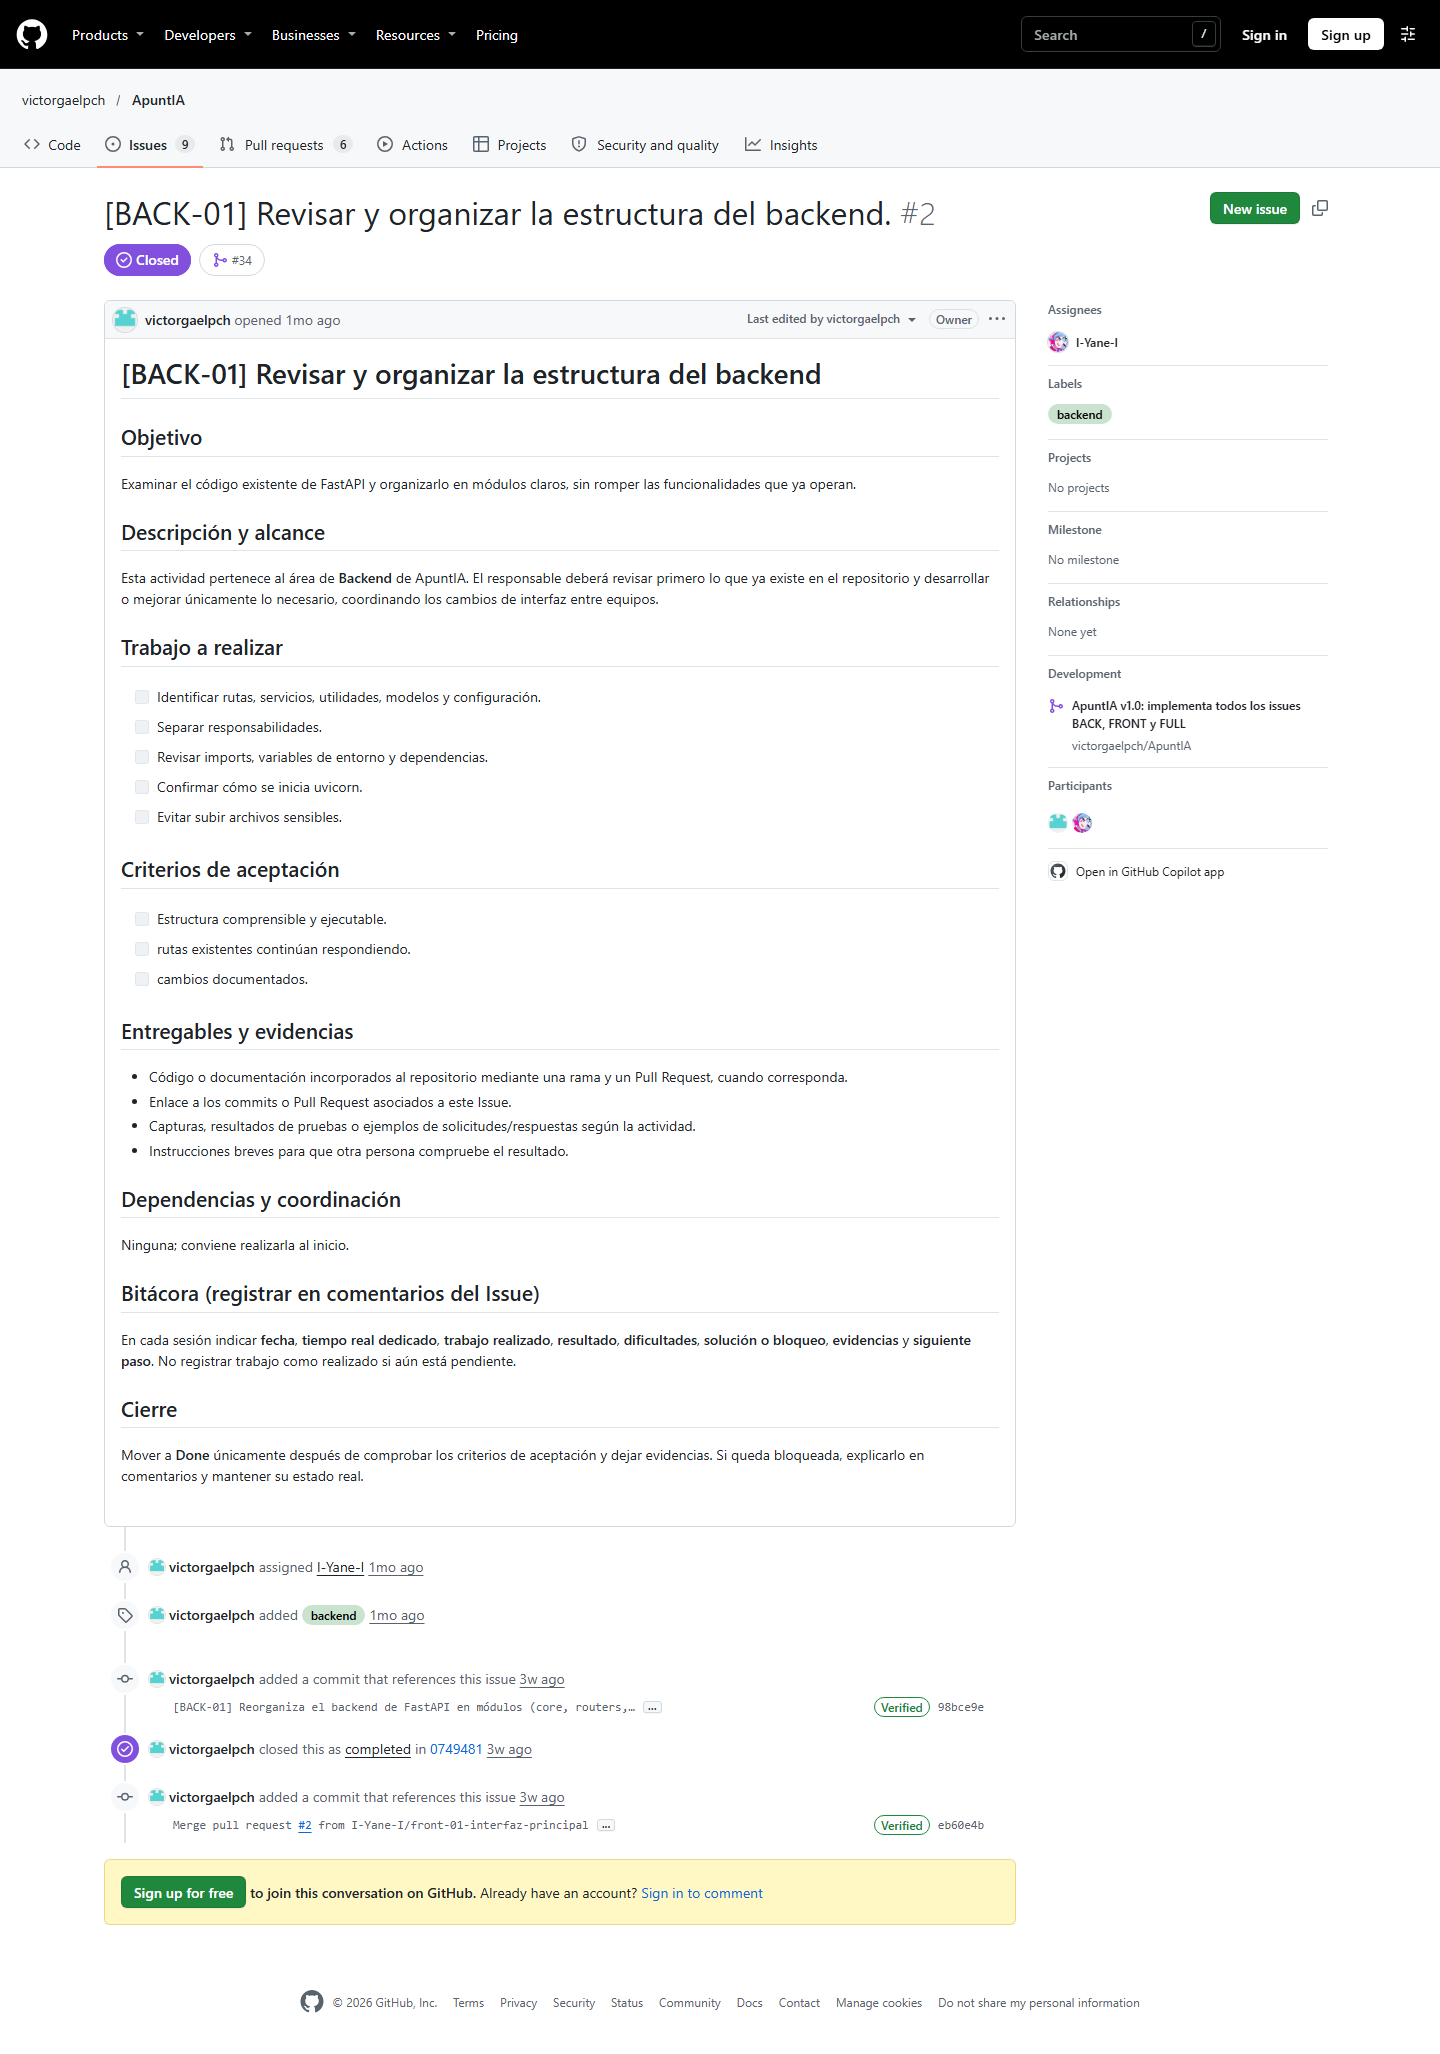 Products Developers Businesses Resources Pricing Search / Sign in Sign up
victorgaelpch / ApuntIA
Code Issues 9 Pull requests 6 Actions Projects Security and quality Insights
[BACK-01] Revisar y organizar la estructura del backend. #2
New issue
Closed #34
victorgaelpch opened 1mo ago Last edited by victorgaelpch Owner
[BACK-01] Revisar y organizar la estructura del backend
Objetivo
Examinar el código existente de FastAPI y organizarlo en módulos claros, sin romper las funcionalidades que ya operan.
Descripción y alcance
Esta actividad pertenece al área de Backend de ApuntIA. El responsable deberá revisar primero lo que ya existe en el repositorio y desarrollar
o mejorar únicamente lo necesario, coordinando los cambios de interfaz entre equipos.
Trabajo a realizar
Identificar rutas, servicios, utilidades, modelos y configuración.
Separar responsabilidades.
Revisar imports, variables de entorno y dependencias.
Confirmar cómo se inicia uvicorn.
Evitar subir archivos sensibles.
Criterios de aceptación
Estructura comprensible y ejecutable.
rutas existentes continúan respondiendo.
cambios documentados.
Entregables y evidencias
• Código o documentación incorporados al repositorio mediante una rama y un Pull Request, cuando corresponda.
• Enlace a los commits o Pull Request asociados a este Issue.
• Capturas, resultados de pruebas o ejemplos de solicitudes/respuestas según la actividad.
• Instrucciones breves para que otra persona compruebe el resultado.
Dependencias y coordinación
Ninguna; conviene realizarla al inicio.
Bitácora (registrar en comentarios del Issue)
En cada sesión indicar fecha, tiempo real dedicado, trabajo realizado, resultado, dificultades, solución o bloqueo, evidencias y siguiente
paso. No registrar trabajo como realizado si aún está pendiente.
Cierre
Mover a Done únicamente después de comprobar los criterios de aceptación y dejar evidencias. Si queda bloqueada, explicarlo en
comentarios y mantener su estado real.
victorgaelpch assigned I-Yane-I 1mo ago
victorgaelpch added backend 1mo ago
victorgaelpch added a commit that references this issue 3w ago
[BACK-01] Reorganiza el backend de FastAPI en módulos (core, routers,… … Verified 98bce9e
victorgaelpch closed this as completed in 0749481 3w ago
victorgaelpch added a commit that references this issue 3w ago
Merge pull request #2 from I-Yane-I/front-01-interfaz-principal … Verified eb60e4b
Sign up for free to join this conversation on GitHub. Already have an account? Sign in to comment
Assignees
I-Yane-I
Labels
backend
Projects
No projects
Milestone
No milestone
Relationships
None yet
Development
ApuntIA v1.0: implementa todos los issues
BACK, FRONT y FULL
victorgaelpch/ApuntIA
Participants
Open in GitHub Copilot app
© 2026 GitHub, Inc. Terms Privacy Security Status Community Docs Contact Manage cookies Do not share my personal information